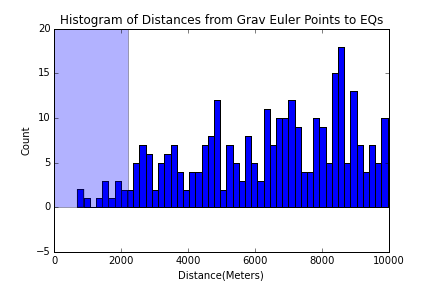 Histogram of Distances from Grav Euler Points to EQs
20
15
10
5
0
−5
Count
0 2000 4000 6000 8000 10000
Distance(Meters)